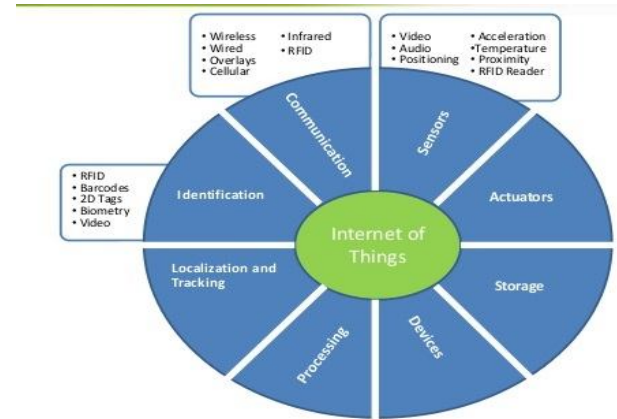 • Wireless
• Wired
• Overlays
• Cellular
• Infrared
• RFID
• Video
• Audio
• Positioning
• Acceleration
•Temperature
• Proximity
• RFID Reader
Communication
Sensors
• RFID
• Barcodes
• 2D Tags
• Biometry
• Video
Identification
Actuators
Internet of
Things
Localization and
Tracking
Storage
Processing
Devices